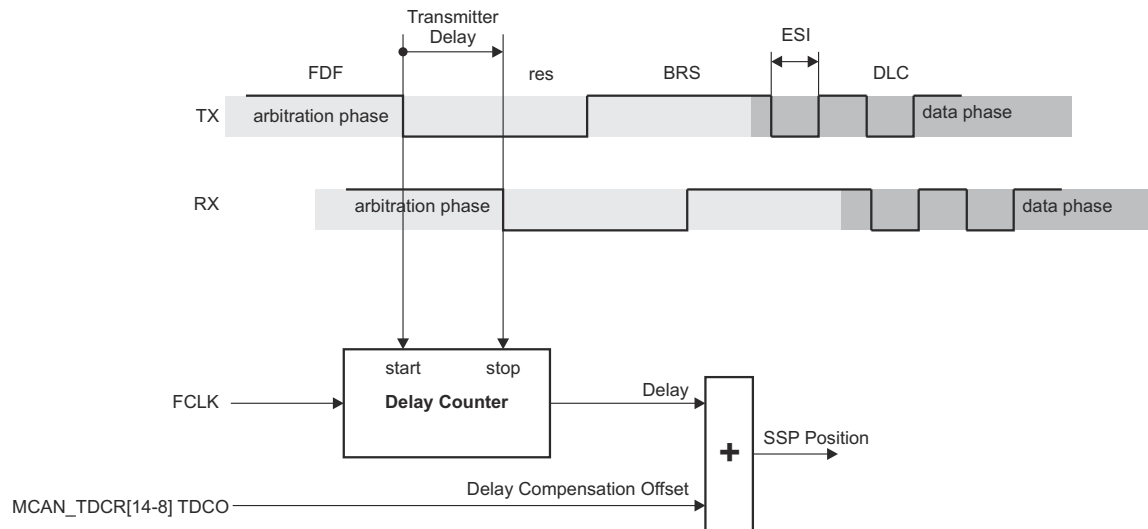 Transmitter
Delay
ESI
FDF
res
BRS
DLC
TX
arbitration phase
data phase
RX
arbitration phase
data phase
start
stop
FCLK
Delay Counter
Delay
+
SSP Position
MCAN_TDCR[14-8] TDCO
Delay Compensation Offset